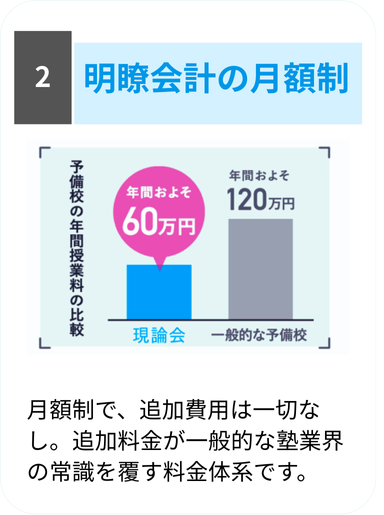 2
明瞭会計の月額制
予備校の年間授業料の比較
年間およそ
60万円
年間およそ
120万円
現論会
一般的な予備校
月額制で、追加費用は一切な
し。追加料金が一般的な塾業界
の常識を覆す料金体系です。